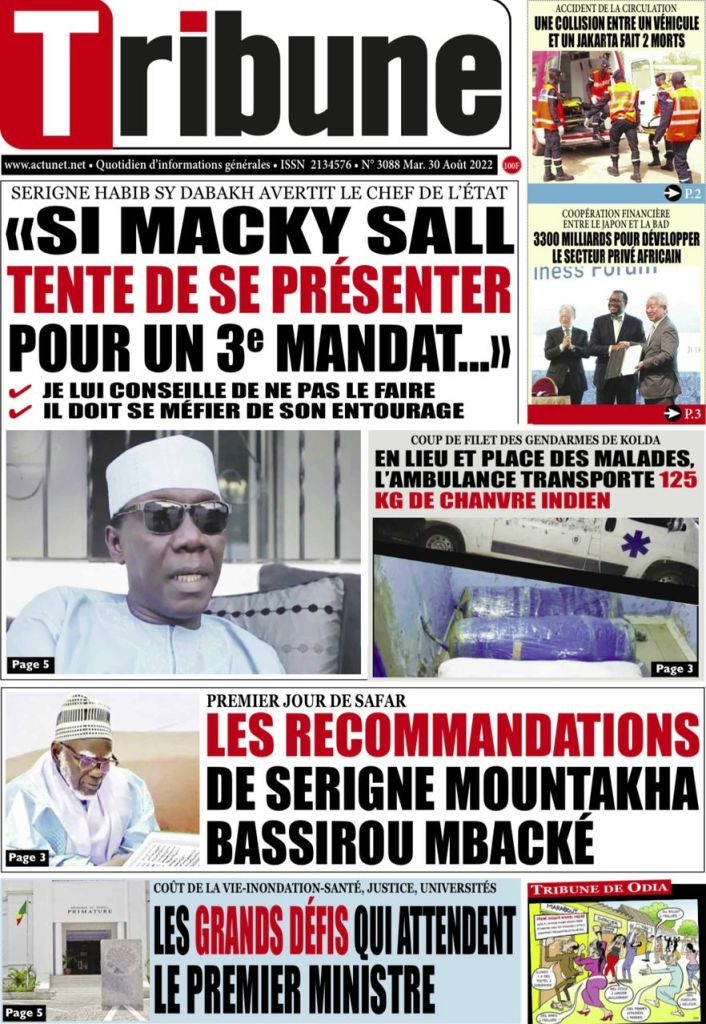 Tribune
www.actunet.net • Quotidien d'informations générales • ISSN 2134576 • N° 3088 Mar. 30 Août 2022
100F
ACCIDENT DE LA CIRCULATION
UNE COLLISION ENTRE UN VÉHICULE
ET UN JAKARTA FAIT 2 MORTS
P.2
COOPÉRATION FINANCIÈRE
ENTRE LE JAPON ET LA BAD
3300 MILLIARDS POUR DÉVELOPPER
LE SECTEUR PRIVÉ AFRICAIN
iness Forum
P.3
SERIGNE HABIB SY DABAKH AVERTIT LE CHEF DE L'ÉTAT
«SI MACKY SALL
TENTE DE SE PRÉSENTER
POUR UN 3e MANDAT...»
JE LUI CONSEILLE DE NE PAS LE FAIRE
IL DOIT SE MÉFIER DE SON ENTOURAGE
Page 5
COUP DE FILET DES GENDARMES DE KOLDA
EN LIEU ET PLACE DES MALADES,
L'AMBULANCE TRANSPORTE 125
KG DE CHANVRE INDIEN
Page 3
PREMIER JOUR DE SAFAR
LES RECOMMANDATIONS
DE SERIGNE MOUNTAKHA
BASSIROU MBACKÉ
Page 3
COÛT DE LA VIE-INONDATION-SANTÉ, JUSTICE, UNIVERSITÉS
LES GRANDS DÉFIS QUI ATTENDENT
LE PREMIER MINISTRE
PRIMATURE
Page 5
TRIBUNE DE ODIA
MARABOUT